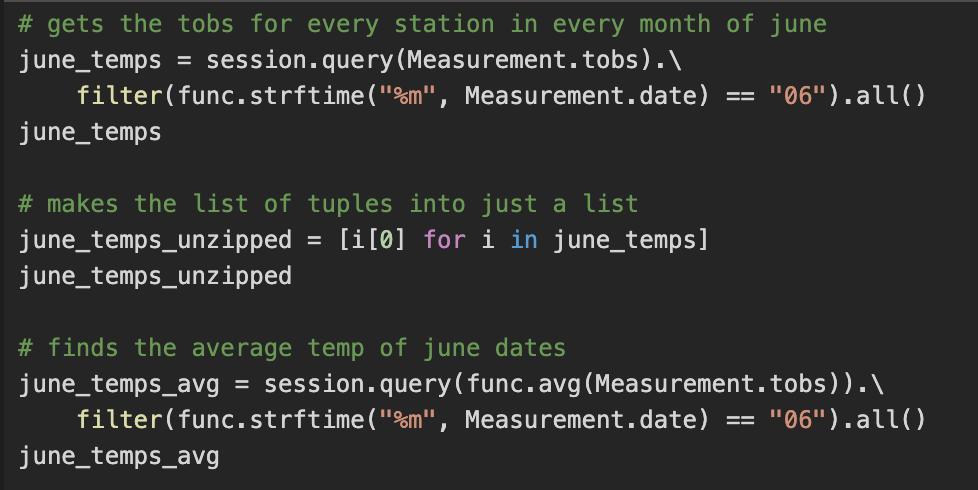 # gets the tobs for every station in every month of june
june_temps = session.query(Measurement.tobs).\
    filter(func.strftime("%m", Measurement.date) == "06").all()
june_temps

# makes the list of tuples into just a list
june_temps_unzipped = [i[0] for i in june_temps]
june_temps_unzipped

# finds the average temp of june dates
june_temps_avg = session.query(func.avg(Measurement.tobs)).\
    filter(func.strftime("%m", Measurement.date) == "06").all()
june_temps_avg